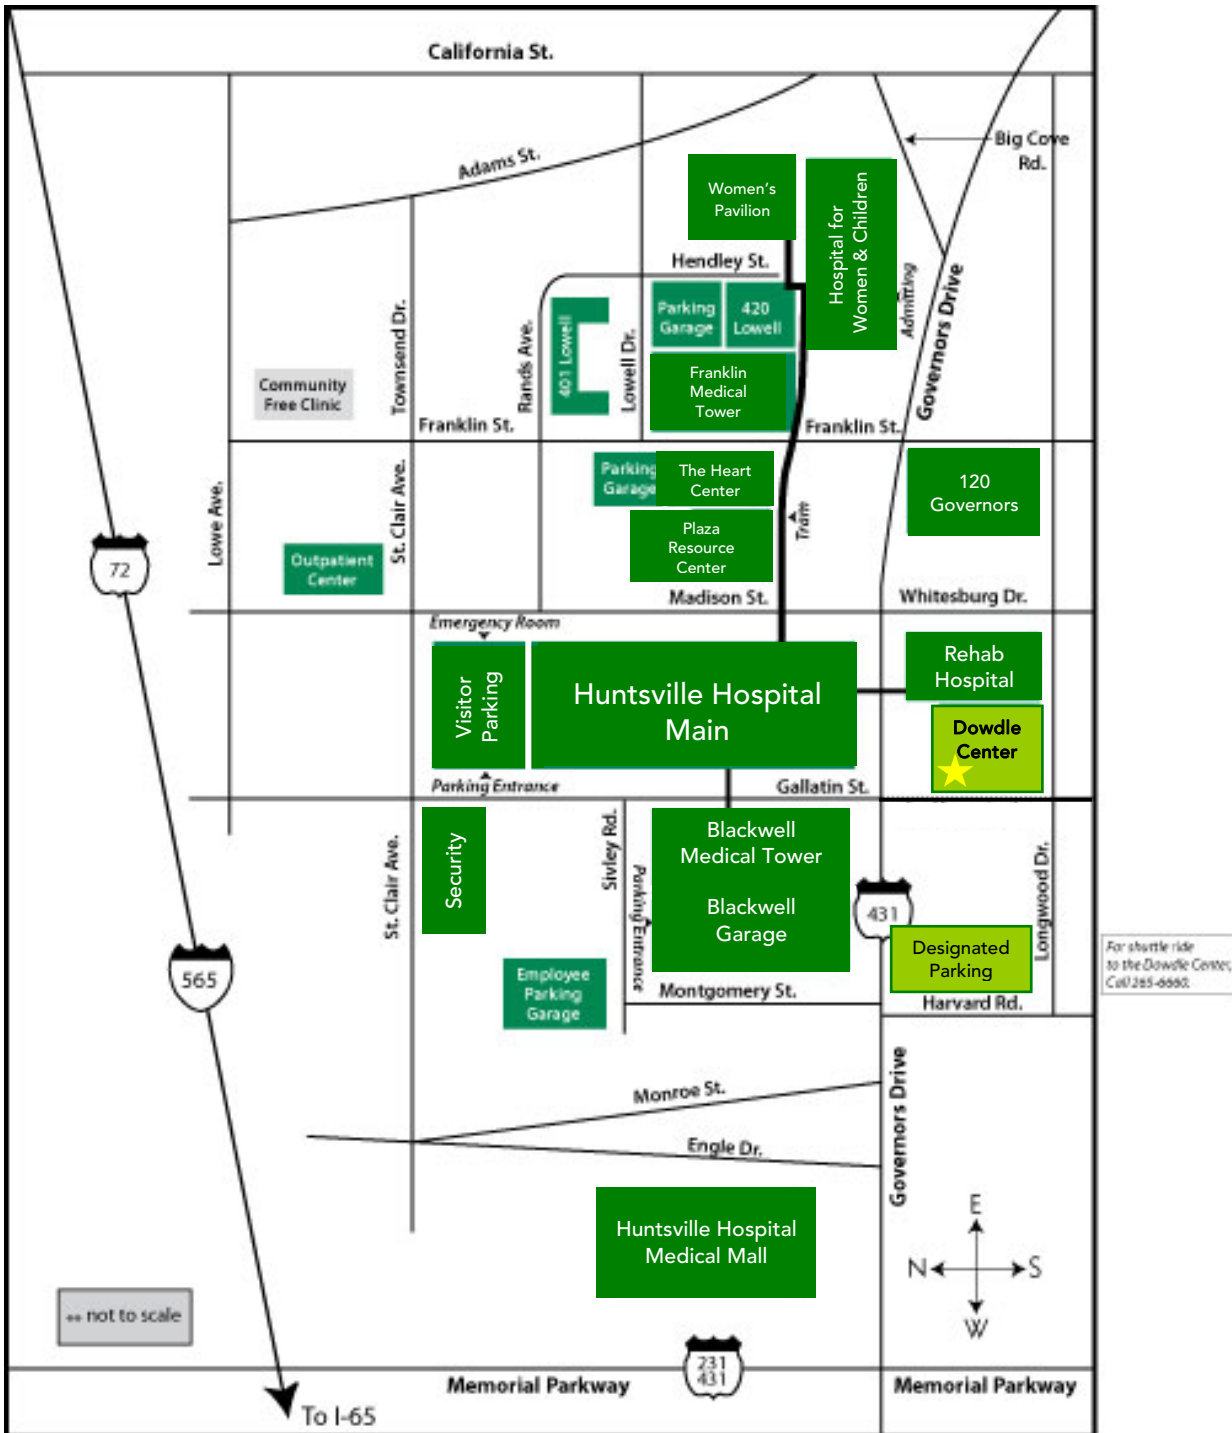 California St.
Adams St.
Big Cove
Rd.
Women's
Pavilion
Hospital for
Women & Children
Hendley St.
Admitting
Governors Drive
Parking
Garage
420
Lowell
401 Lowell
Rands Ave.
Lowell Dr.
Townsend Dr.
Community
Free Clinic
Franklin
Medical
Tower
Franklin St.
Franklin St.
Parking
Garage
The Heart
Center
120
Governors
Lowe Ave.
St. Clair Ave.
Train
Plaza
Resource
Center
72
Outpatient
Center
Madison St.
Whitesburg Dr.
Emergency Room
Visitor
Parking
Huntsville Hospital
Main
Rehab
Hospital
Dowdle
Center
Parking Entrance
Gallatin St.
Security
St. Clair Ave.
Sivley Rd.
Parking Entrance
Blackwell
Medical Tower
Blackwell
Garage
431
Longwood Dr.
Designated
Parking
For shuttle ride
to the Dowdle Center,
Call 265-6660.
565
Employee
Parking
Garage
Montgomery St.
Harvard Rd.
Monroe St.
Engle Dr.
Governors Drive
Huntsville Hospital
Medical Mall
E
N
S
W
** not to scale
231
431
Memorial Parkway
Memorial Parkway
To I-65